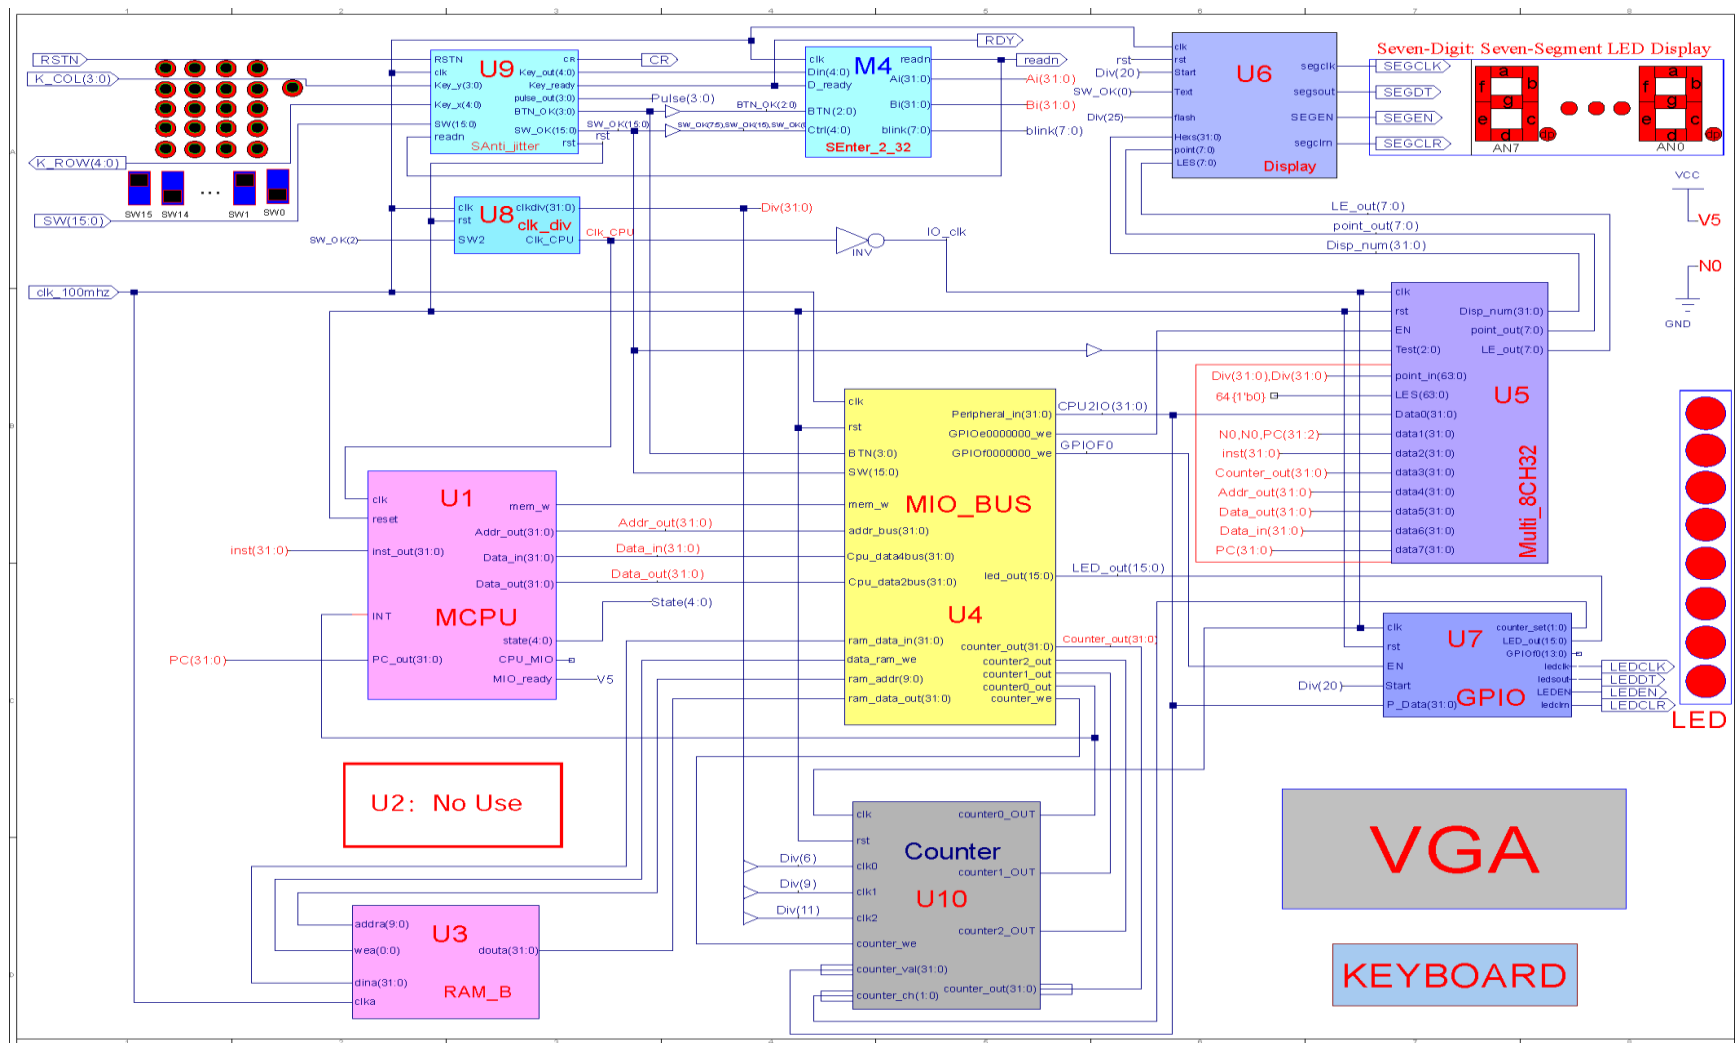 RSTN
K_COL(3:0)
K_ROW(4:0)
SW15
SW14
...
SW1
SW0
SW(15:0)
clk_100mhz
RSTN
clk
Key_y(3:0)
Key_x(4:0)
SW(15:0)
readn
U9
CR
Key_out(4:0)
Key_ready
pulse_out(3:0)
BTN_OK(3:0)
SW_OK(15:0)
rst
SAnti_jitter
CR
Pulse(3:0)
BTN_OK(2:0)
SW_OK(15:0)
rst
RDY
readn
clk
Din(4:0)
D_ready
BTN(2:0)
Ctrl(4:0)
M4
readn
Ai(31:0)
Bi(31:0)
blink(7:0)
SEnter_2_32
Ai(31:0)
Bi(31:0)
blink(7:0)
rst
Div(20)
SW_OK(0)
Div(25)
clk
rst
Start
Text
flash
Hexs(31:0)
point(7:0)
LES(7:0)
U6
segclk
segsout
SEGEN
segclrn
Display
Seven-Digit: Seven-Segment LED Display
SEGCLK
SEGDT
SEGEN
SEGCLR
a
f
b
g
e
c
d
dp
AN7
a
f
b
g
e
c
d
dp
AN0
VCC
V5
N0
GND
SW_OK(2)
clk
rst
SW2
U8
clk_div
clkdiv(31:0)
Clk_CPU
Div(31:0)
Clk_CPU
INV
IO_clk
LE_out(7:0)
point_out(7:0)
Disp_num(31:0)
clk
rst
EN
Test(2:0)
point_in(63:0)
LES(63:0)
Data0(31:0)
data1(31:0)
data2(31:0)
data3(31:0)
data4(31:0)
data5(31:0)
data6(31:0)
data7(31:0)
Disp_num(31:0)
point_out(7:0)
LE_out(7:0)
U5
Multi_8CH32
Div(31:0),Div(31:0)
64{1'b0}
N0,N0,PC(31:2)
inst(31:0)
Counter_out(31:0)
Addr_out(31:0)
Data_out(31:0)
Data_in(31:0)
PC(31:0)
inst(31:0)
PC(31:0)
clk
reset
inst_out(31:0)
INT
PC_out(31:0)
U1
MCPU
mem_w
Addr_out(31:0)
Data_in(31:0)
Data_out(31:0)
state(4:0)
CPU_MIO
MIO_ready
Addr_out(31:0)
Data_in(31:0)
Data_out(31:0)
State(4:0)
V5
clk
rst
BTN(3:0)
SW(15:0)
mem_w
addr_bus(31:0)
Cpu_data4bus(31:0)
Cpu_data2bus(31:0)
ram_data_in(31:0)
data_ram_we
ram_addr(9:0)
ram_data_out(31:0)
MIO_BUS
U4
Peripheral_in(31:0)
GPIOe0000000_we
GPIOf0000000_we
led_out(15:0)
counter_out(31:0)
counter2_out
counter1_out
counter0_out
counter_we
CPU2IO(31:0)
GPIOF0
LED_out(15:0)
Counter_out(31:0)
Div(20)
clk
rst
EN
Start
P_Data(31:0)
U7
GPIO
counter_set(1:0)
LED_out(15:0)
GPIOf0(13:0)
ledclk
ledsout
LEDEN
ledclrn
LEDCLK
LEDDT
LEDEN
LEDCLR
LED
U2: No Use
addra(9:0)
wea(0:0)
dina(31:0)
clka
U3
douta(31:0)
RAM_B
Div(6)
Div(9)
Div(11)
clk
rst
clk0
clk1
clk2
counter_we
counter_val(31:0)
counter_ch(1:0)
Counter
U10
counter0_OUT
counter1_OUT
counter2_OUT
counter_out(31:0)
VGA
KEYBOARD